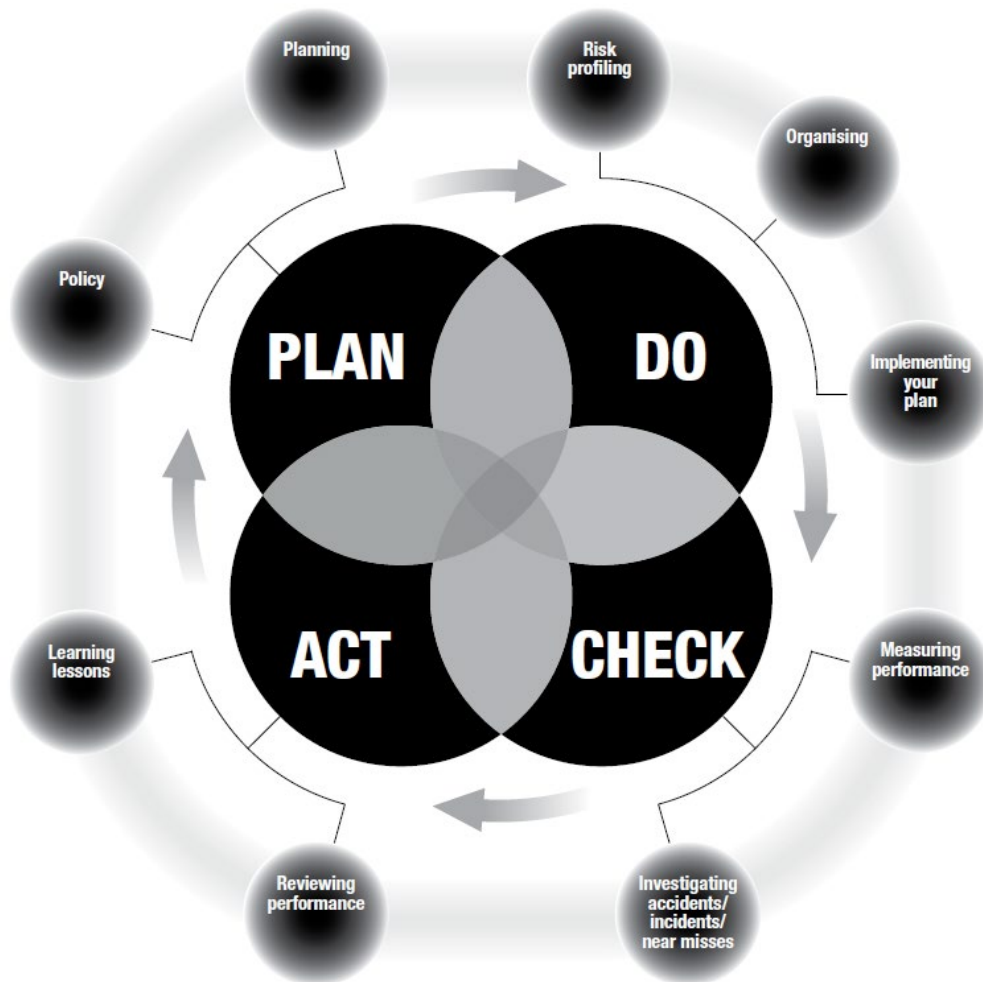 Planning
Risk
profiling
Organising
Policy
PLAN
DO
Implementing
your
plan
Learning
lessons
ACT
CHECK
Measuring
performance
Reviewing
performance
Investigating
accidents/
incidents/
near misses